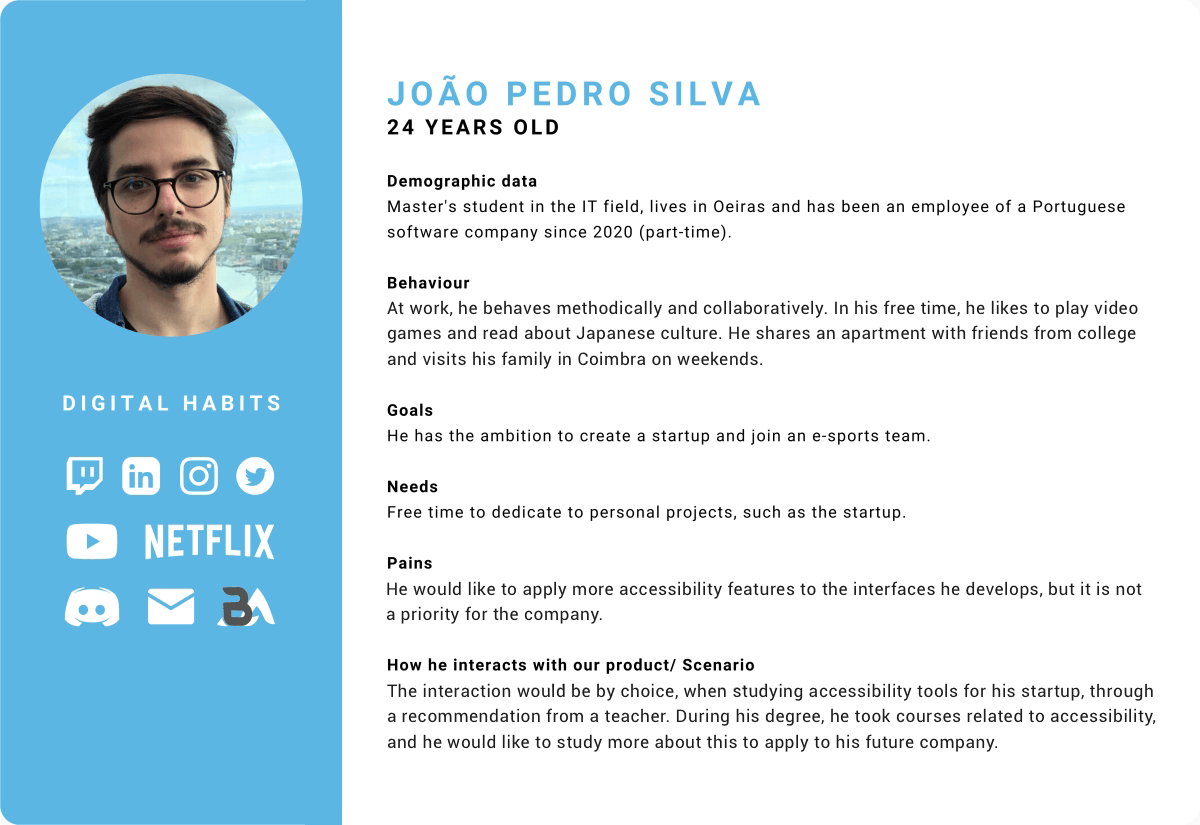 JOÃO PEDRO SILVA
24 YEARS OLD
Demographic data
Master's student in the IT field, lives in Oeiras and has been an employee of a Portuguese
software company since 2020 (part-time).
Behaviour
At work, he behaves methodically and collaboratively. In his free time, he likes to play video
games and read about Japanese culture. He shares an apartment with friends from college
and visits his family in Coimbra on weekends.
Goals
He has the ambition to create a startup and join an e-sports team.
Needs
Free time to dedicate to personal projects, such as the startup.
Pains
He would like to apply more accessibility features to the interfaces he develops, but it is not
a priority for the company.
How he interacts with our product/ Scenario
The interaction would be by choice, when studying accessibility tools for his startup, through
a recommendation from a teacher. During his degree, he took courses related to accessibility,
and he would like to study more about this to apply to his future company.
DIGITAL HABITS
in
NETFLIX
BA